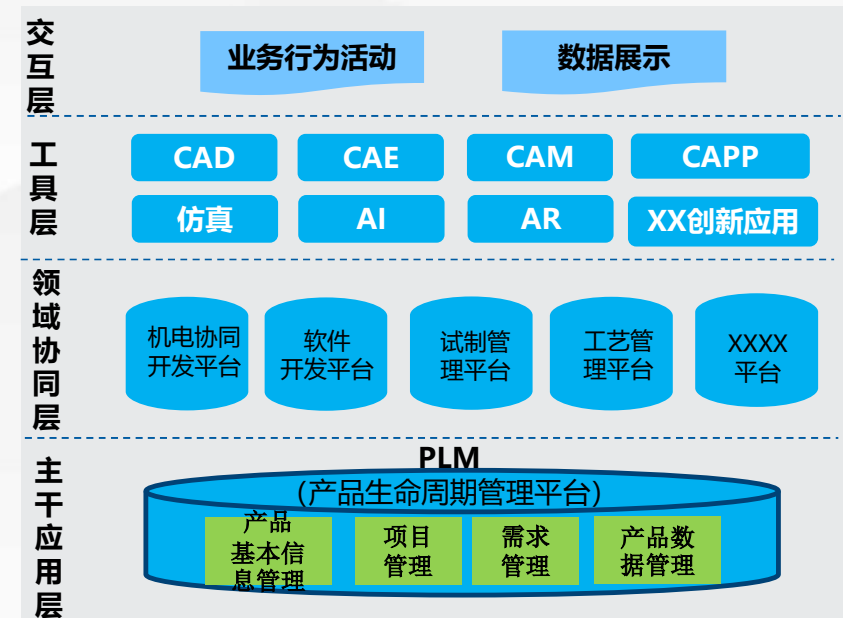 交互层
业务行为活动
数据展示
工具层
CAD
CAE
CAM
CAPP
仿真
AI
AR
XX创新应用
领域协同层
机电协同
开发平台
软件
开发平台
试制管
理平台
工艺管
理平台
XXXX
平台
主干应用层
PLM
(产品生命周期管理平台)
产品
基本信
息管理
项目
管理
需求
管理
产品数
据管理